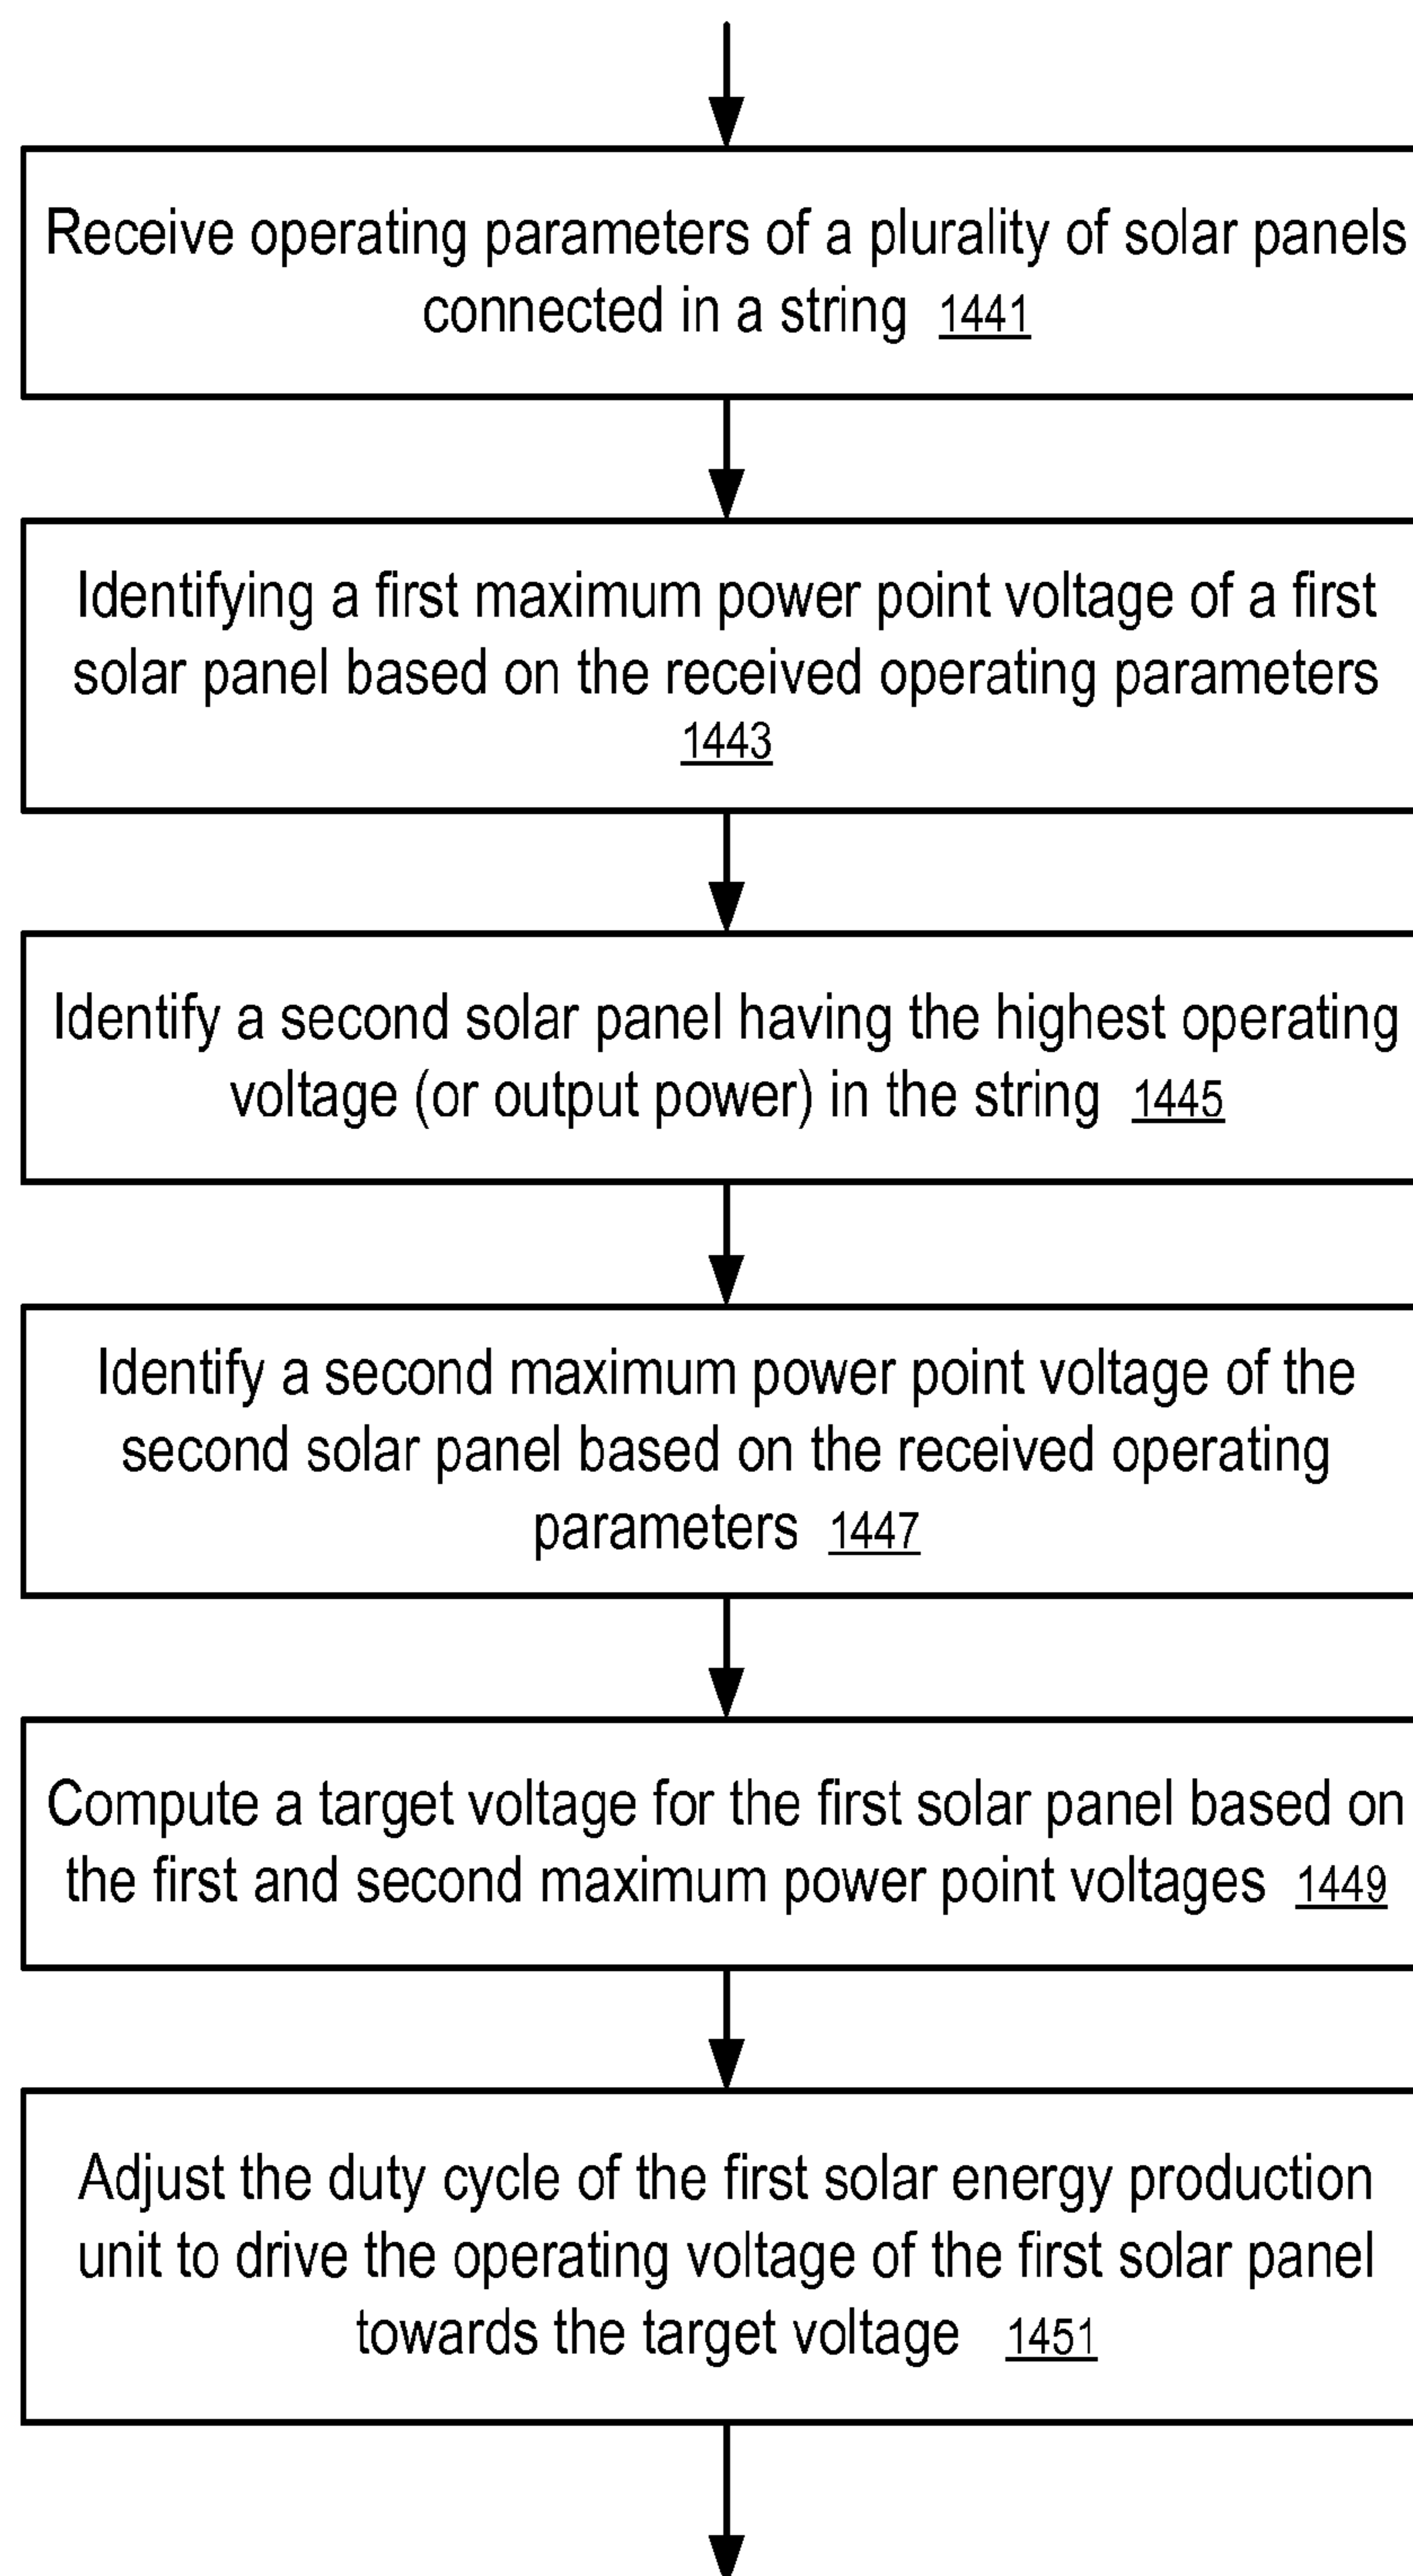 Receive operating parameters of a plurality of solar panels
connected in a string 1441
Identifying a first maximum power point voltage of a first
solar panel based on the received operating parameters
1443
Identify a second solar panel having the highest operating
voltage (or output power) in the string 1445
Identify a second maximum power point voltage of the
second solar panel based on the received operating
parameters 1447
Compute a target voltage for the first solar panel based on
the first and second maximum power point voltages 1449
Adjust the duty cycle of the first solar energy production
unit to drive the operating voltage of the first solar panel
towards the target voltage 1451